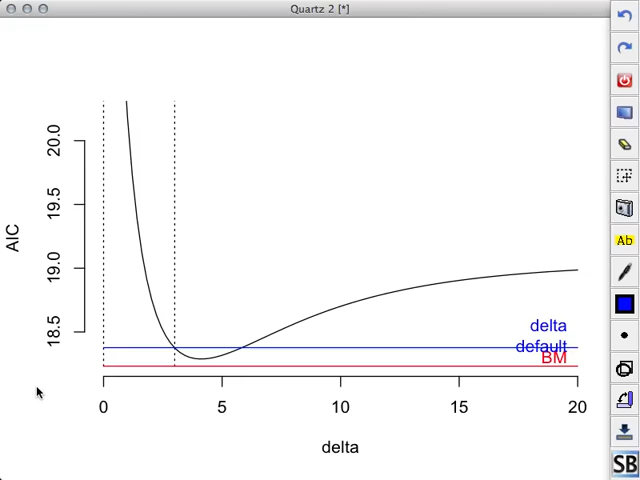 Quartz 2 [*]
20.0
19.5
19.0
18.5
AIC
delta
default
BM
0 5 10 15 20
delta
Ab
SB